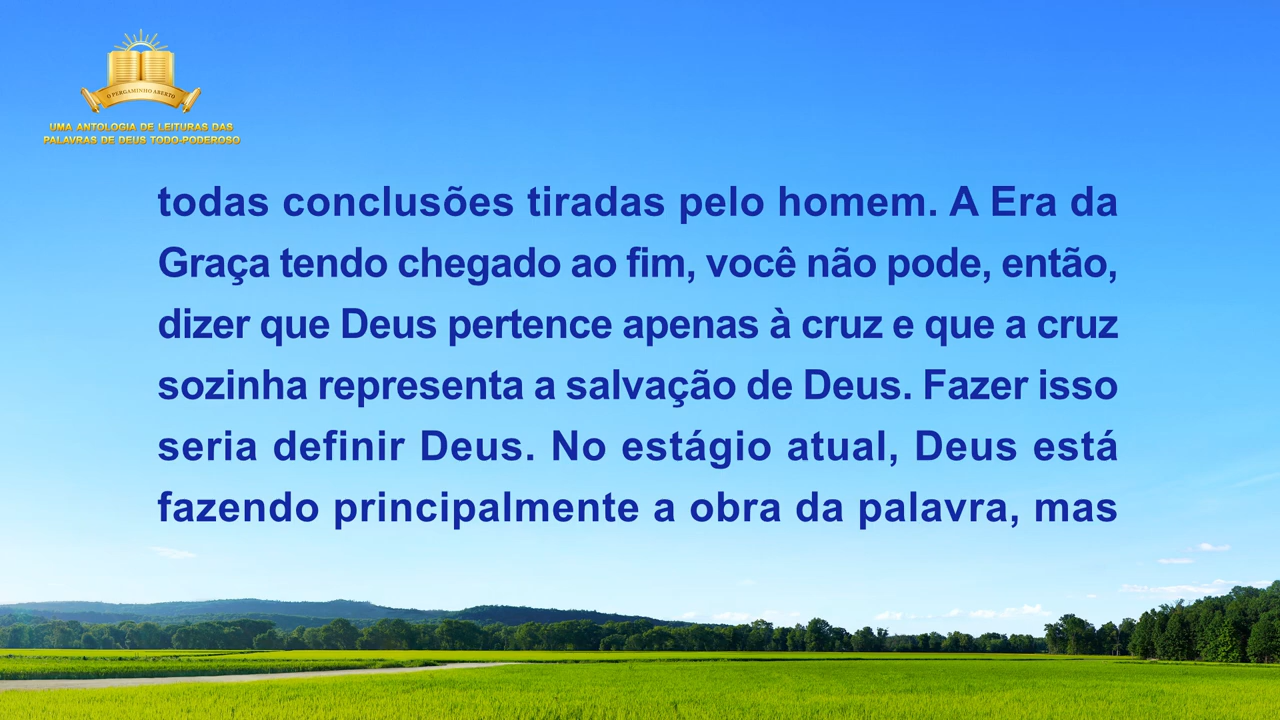 O PERGAMINHO ABERTO
UMA ANTOLOGIA DE LEITURAS DAS
PALAVRAS DE DEUS TODO-PODEROSO
todas conclusões tiradas pelo homem. A Era da
Graça tendo chegado ao fim, você não pode, então,
dizer que Deus pertence apenas à cruz e que a cruz
sozinha representa a salvação de Deus. Fazer isso
seria definir Deus. No estágio atual, Deus está
fazendo principalmente a obra da palavra, mas